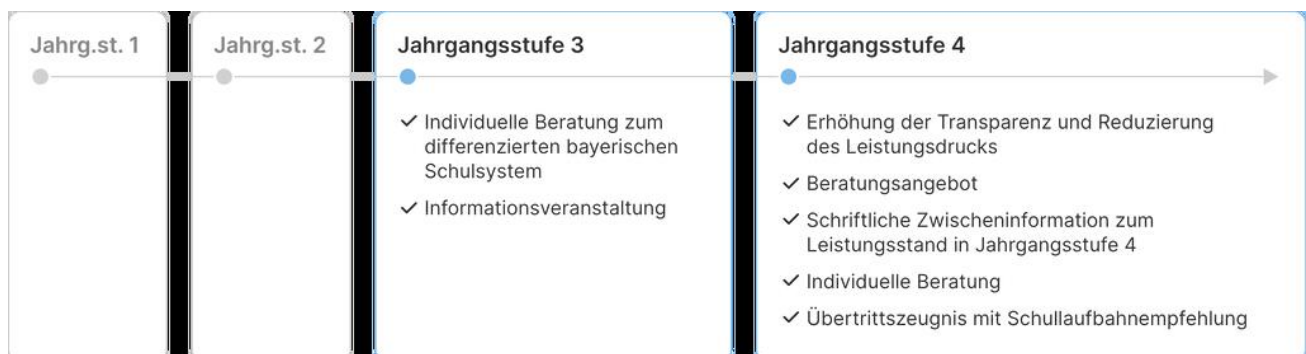 Jahrg.st. 1
Jahrg.st. 2
Jahrgangsstufe 3
Individuelle Beratung zum
differenzierten bayerischen
Schulsystem
Informationsveranstaltung
Jahrgangsstufe 4
Erhöhung der Transparenz und Reduzierung
des Leistungsdrucks
Beratungsangebot
Schriftliche Zwischeninformation zum
Leistungsstand in Jahrgangsstufe 4
Individuelle Beratung
Übertrittszeugnis mit Schullaufbahnempfehlung